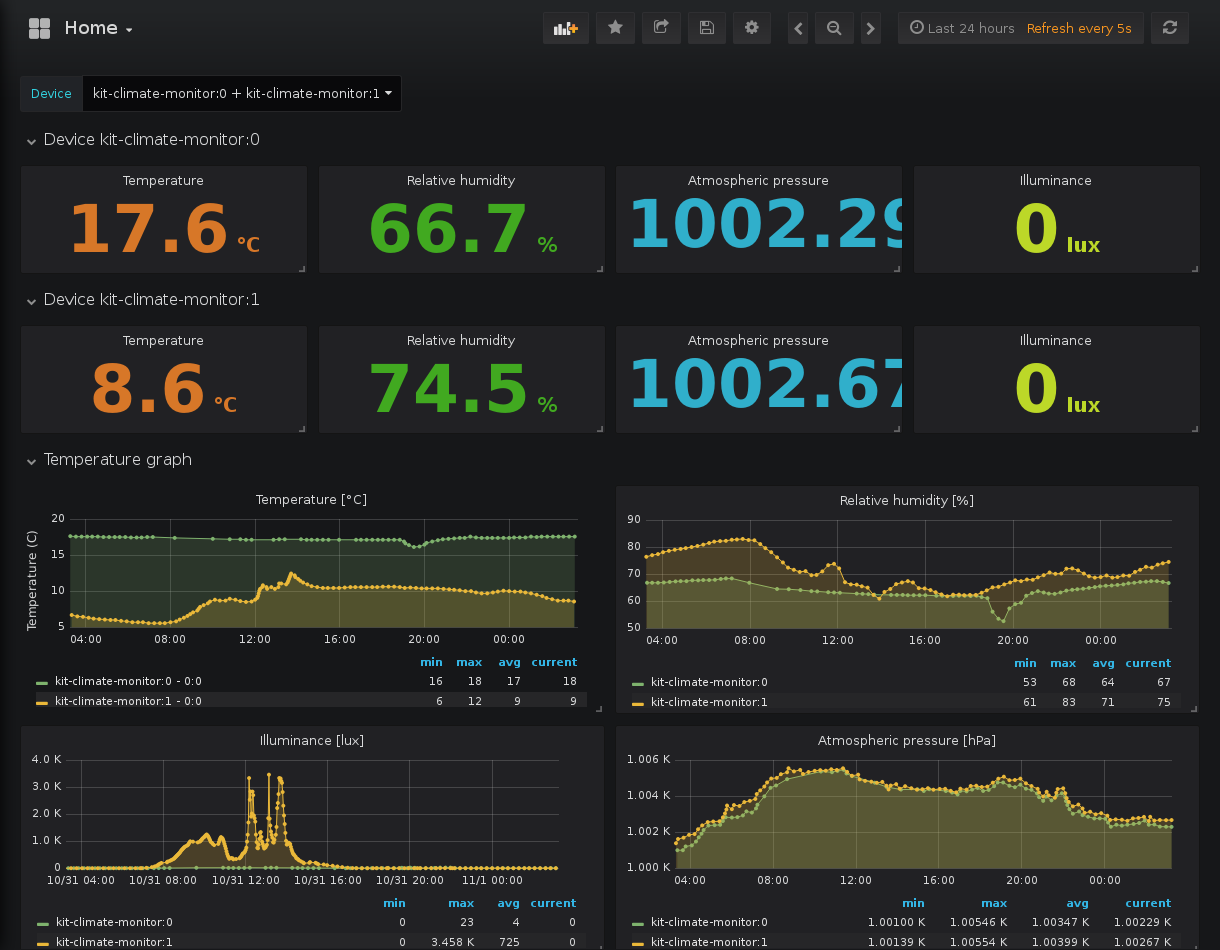 Home
Last 24 hours Refresh every 5s
Device kit-climate-monitor:0 + kit-climate-monitor:1
Device kit-climate-monitor:0
Temperature Relative humidity Atmospheric pressure Illuminance
17.6 °C 66.7 % 1002.29 0 lux
Device kit-climate-monitor:1
Temperature Relative humidity Atmospheric pressure Illuminance
8.6 °C 74.5 % 1002.67 0 lux
Temperature graph
Temperature [°C]
Temperature (C)
20
15
10
5
04:00 08:00 12:00 16:00 20:00 00:00
min max avg current
kit-climate-monitor:0 - 0:0 16 18 17 18
kit-climate-monitor:1 - 0:0 6 12 9 9
Relative humidity [%]
90
80
70
60
50
04:00 08:00 12:00 16:00 20:00 00:00
min max avg current
kit-climate-monitor:0 53 68 64 67
kit-climate-monitor:1 61 83 71 75
Illuminance [lux]
4.0 K
3.0 K
2.0 K
1.0 K
0
10/31 04:00 10/31 08:00 10/31 12:00 10/31 16:00 10/31 20:00 11/1 00:00
min max avg current
kit-climate-monitor:0 0 23 4 0
kit-climate-monitor:1 0 3.458 K 725 0
Atmospheric pressure [hPa]
1.006 K
1.004 K
1.002 K
1.000 K
04:00 08:00 12:00 16:00 20:00 00:00
min max avg current
kit-climate-monitor:0 1.00100 K 1.00546 K 1.00347 K 1.00229 K
kit-climate-monitor:1 1.00139 K 1.00554 K 1.00399 K 1.00267 K